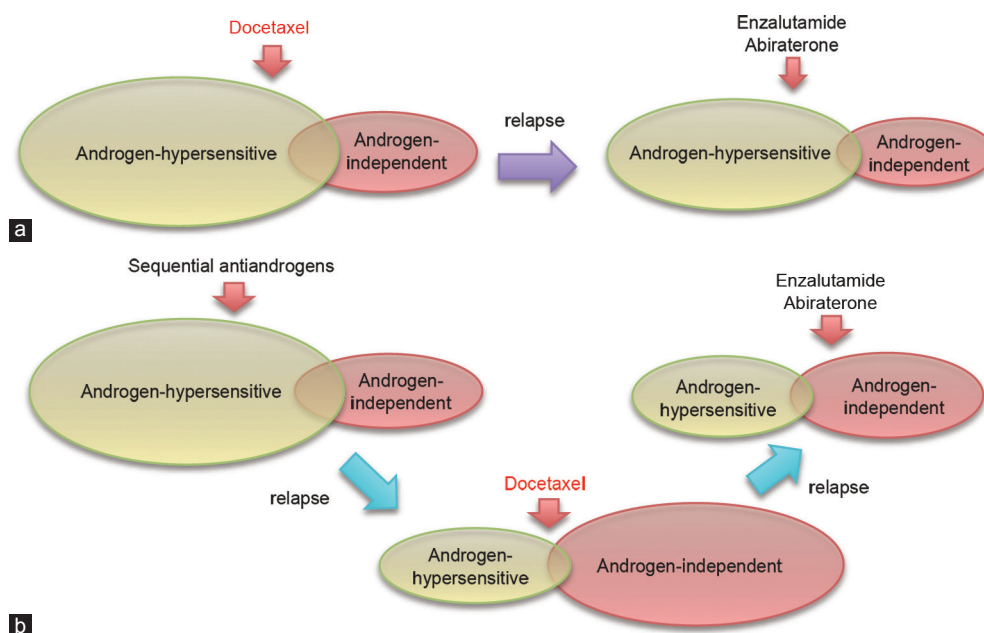 Docetaxel
Enzalutamide
Abiraterone
Androgen-hypersensitive
Androgen-
independent
relapse
Androgen-hypersensitive
Androgen-
independent
a
Sequential antiandrogens
Enzalutamide
Abiraterone
Androgen-hypersensitive
Androgen-
independent
Androgen-
hypersensitive
Androgen-
independent
relapse
Docetaxel
relapse
Androgen-
hypersensitive
Androgen-independent
b